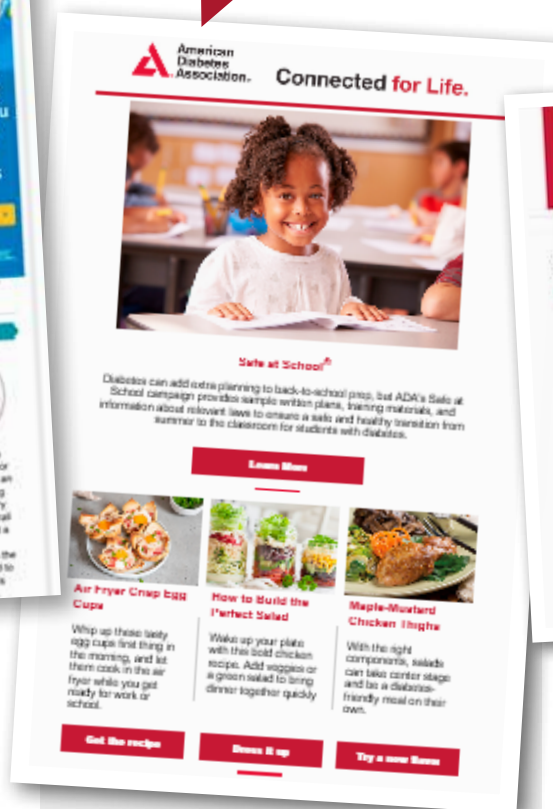 American
Diabetes
Association®
Connected for Life.
Safe at School®
Diabetes can add extra planning to back-to-school prep, but ADA's Safe at
School campaign provides sample written plans, training materials, and
information about relevant laws to ensure a safe and healthy transition from
summer to the classroom for students with diabetes.
Learn More
Air Fryer Crisp Egg
Cups
Whip up these tasty
egg cups first thing in
the morning, and let
them cook in the air
fryer while you get
ready for work or
school.
Get the recipe
How to Build the
Perfect Salad
Wake up your plate
with this bold chicken
recipe. Add veggies or
a green salad to bring
dinner together quickly
Dress it up
Maple-Mustard
Chicken Thighs
With the right
components, salads
can take center stage
and be a diabetes-
friendly meal on their
own.
Try a new flavor